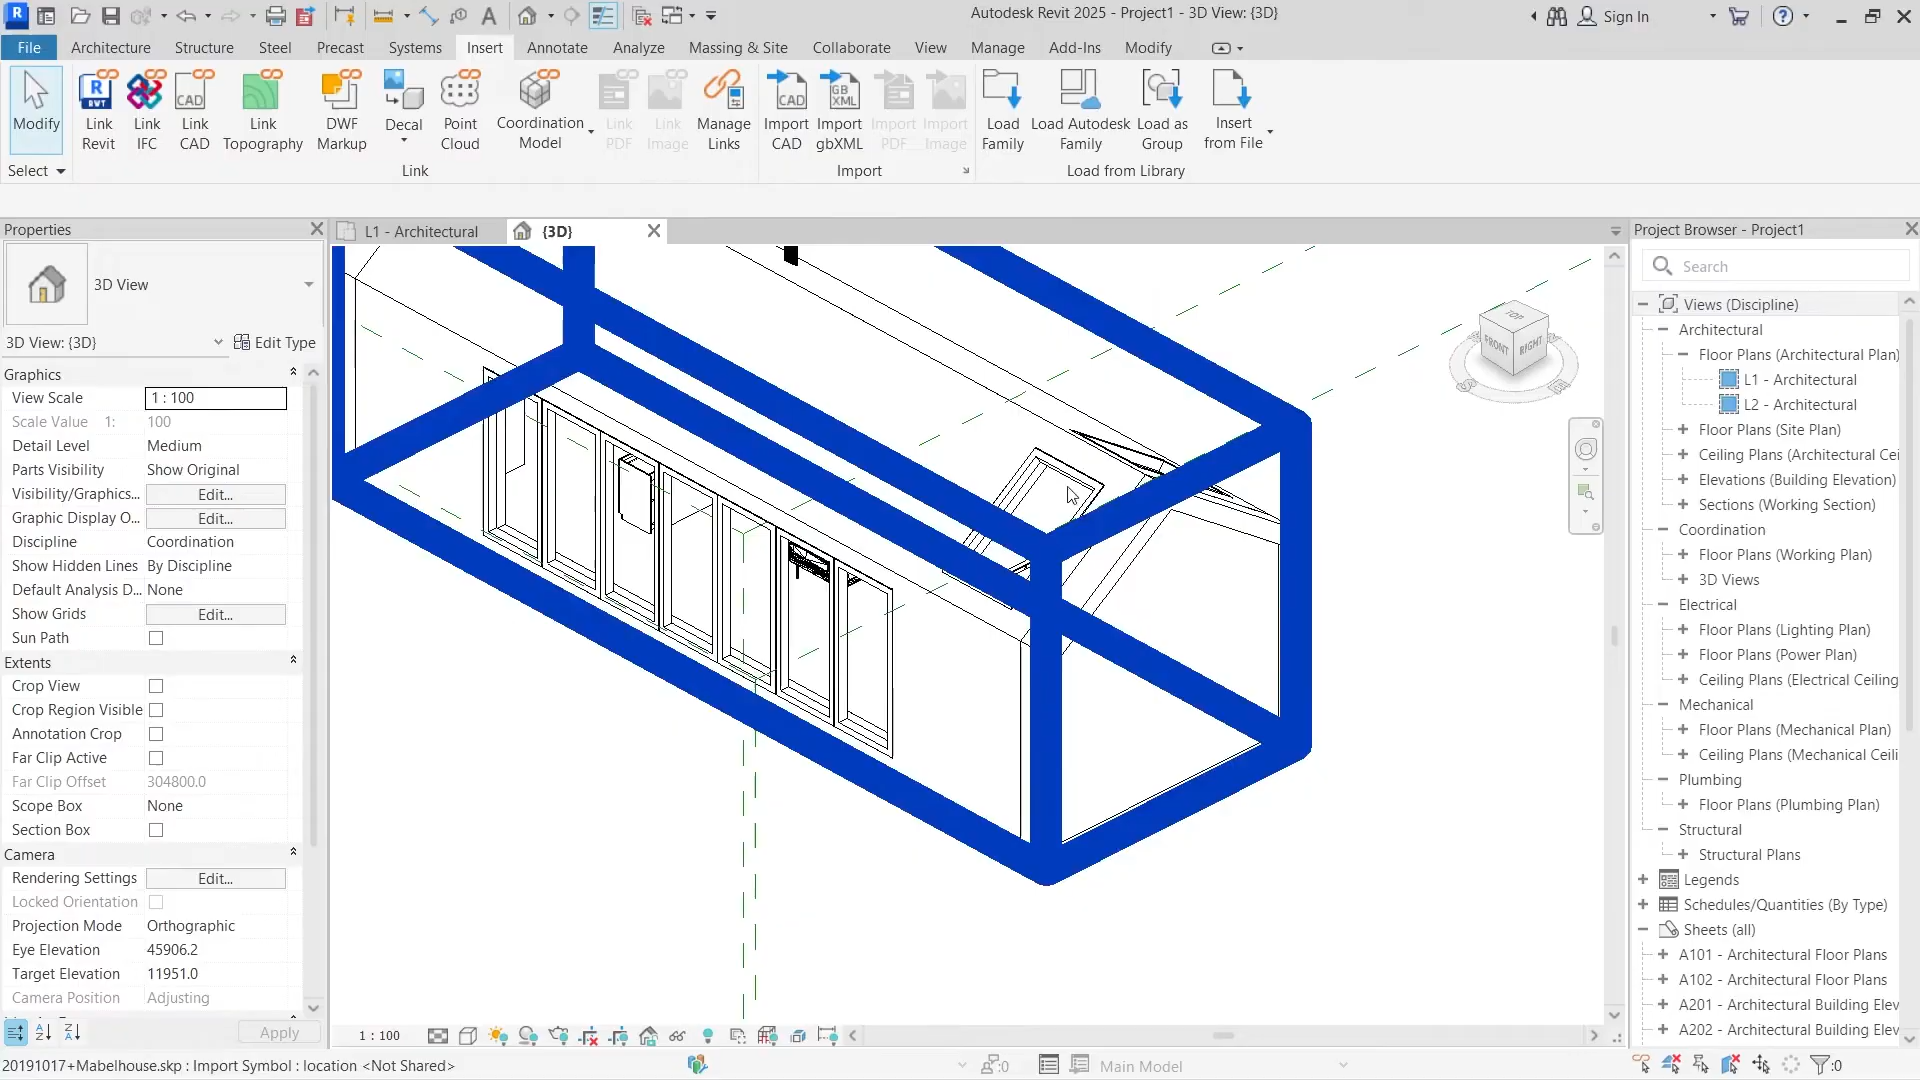 Autodesk Revit 2025 - Project1 - 3D View: {3D}
Sign In
File Architecture Structure Steel Precast Systems Insert Annotate Analyze Massing & Site Collaborate View Manage Add-Ins Modify
Modify
Link Revit
Link IFC
Link CAD
Link Topography
DWF Markup
Decal
Point Cloud
Coordination Model
Link PDF
Link Image
Manage Links
Import CAD
Import gbXML
Import PDF
Import Image
Load Family
Load Autodesk Family
Load as Group
Insert from File
Select
Link
Import
Load from Library
Properties
L1 - Architectural
{3D}
Project Browser - Project1
3D View
3D View: {3D}
Edit Type
Graphics
View Scale 1 : 100
Scale Value 1: 100
Detail Level Medium
Parts Visibility Show Original
Visibility/Graphics... Edit...
Graphic Display O... Edit...
Discipline Coordination
Show Hidden Lines By Discipline
Default Analysis D... None
Show Grids Edit...
Sun Path
Extents
Crop View
Crop Region Visible
Annotation Crop
Far Clip Active
Far Clip Offset 304800.0
Scope Box None
Section Box
Camera
Rendering Settings Edit...
Locked Orientation
Projection Mode Orthographic
Eye Elevation 45906.2
Target Elevation 11951.0
Camera Position Adjusting
Apply
TOP
FRONT
RIGHT
1 : 100
Search
Views (Discipline)
Architectural
Floor Plans (Architectural Plan)
L1 - Architectural
L2 - Architectural
Floor Plans (Site Plan)
Ceiling Plans (Architectural Cei
Elevations (Building Elevation)
Sections (Working Section)
Coordination
Floor Plans (Working Plan)
3D Views
Electrical
Floor Plans (Lighting Plan)
Floor Plans (Power Plan)
Ceiling Plans (Electrical Ceiling
Mechanical
Floor Plans (Mechanical Plan)
Ceiling Plans (Mechanical Ceili
Plumbing
Floor Plans (Plumbing Plan)
Structural
Structural Plans
Legends
Schedules/Quantities (By Type)
Sheets (all)
A101 - Architectural Floor Plans
A102 - Architectural Floor Plans
A201 - Architectural Building Elev
A202 - Architectural Building Elev
20191017+Mabelhouse.skp : Import Symbol : location <Not Shared>
:0
Main Model
:0